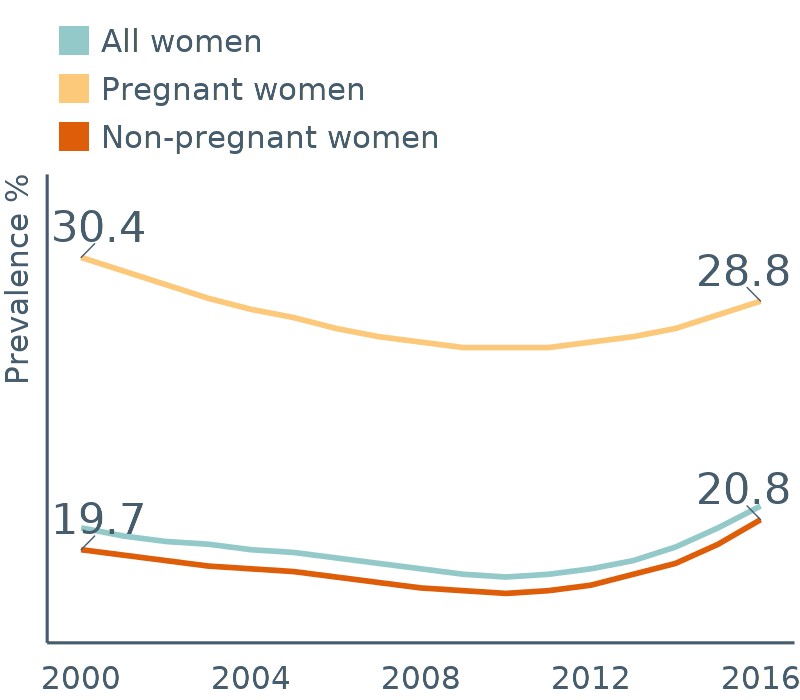 All women
Pregnant women
Non-pregnant women
Prevalence %
30.4
28.8
19.7
20.8
2000 2004 2008 2012 2016